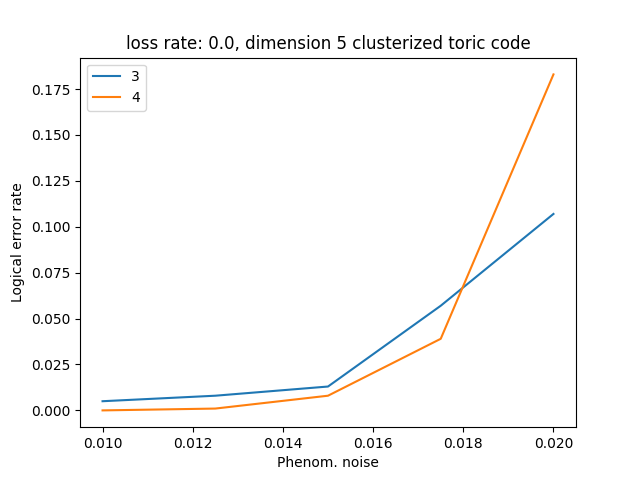 loss rate: 0.0, dimension 5 clusterized toric code
3
4
Logical error rate
0.175
0.150
0.125
0.100
0.075
0.050
0.025
0.000
0.010 0.012 0.014 0.016 0.018 0.020
Phenom. noise